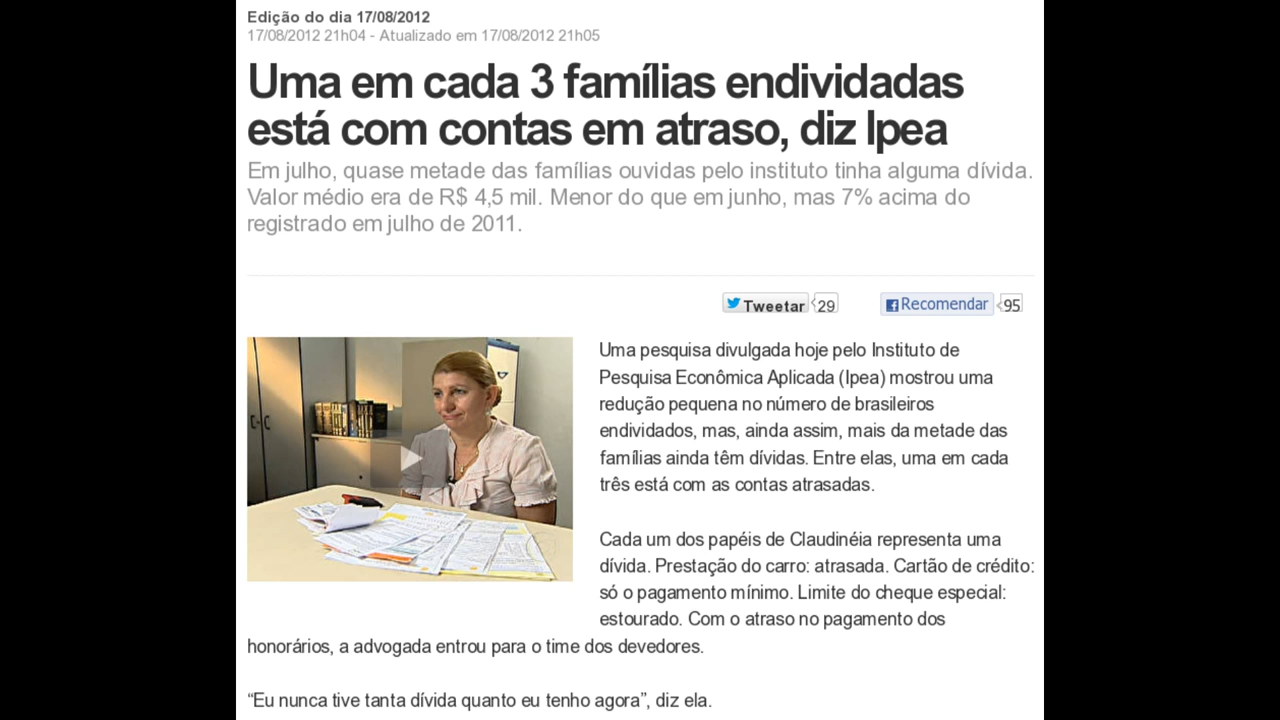 Edição do dia 17/08/2012
17/08/2012 21h04 - Atualizado em 17/08/2012 21h05
Uma em cada 3 famílias endividadas
está com contas em atraso, diz Ipea
Em julho, quase metade das famílias ouvidas pelo instituto tinha alguma dívida.
Valor médio era de R$ 4,5 mil. Menor do que em junho, mas 7% acima do
registrado em julho de 2011.
Tweetar 29 Recomendar 95
Uma pesquisa divulgada hoje pelo Instituto de
Pesquisa Econômica Aplicada (Ipea) mostrou uma
redução pequena no número de brasileiros
endividados, mas, ainda assim, mais da metade das
famílias ainda têm dívidas. Entre elas, uma em cada
três está com as contas atrasadas.
Cada um dos papéis de Claudinéia representa uma
dívida. Prestação do carro: atrasada. Cartão de crédito:
só o pagamento mínimo. Limite do cheque especial:
estourado. Com o atraso no pagamento dos
honorários, a advogada entrou para o time dos devedores.
“Eu nunca tive tanta dívida quanto eu tenho agora”, diz ela.